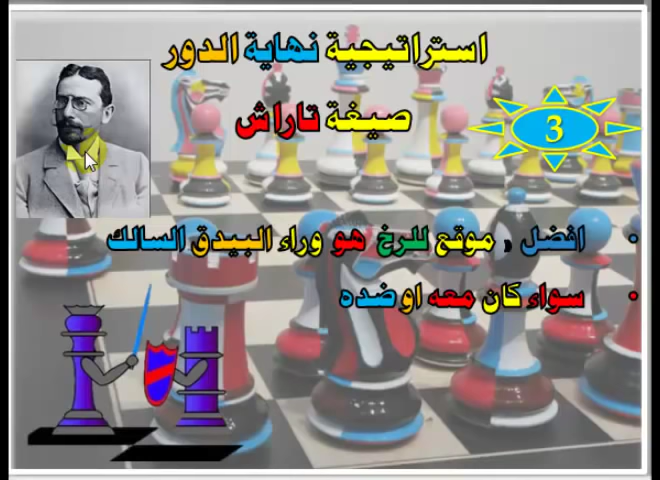 استراتيجية نهاية الدور
صيغة تاراش
3
• افضل , موقع للرخ هو وراء البيدق السالك
• سواء كان معه او ضده